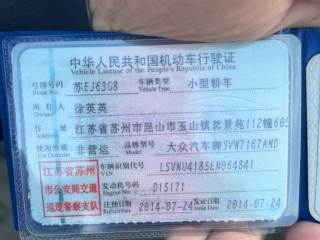 中华人民共和国机动车行驶证
Vehicle License of the People's Republic of China
号牌号码 苏EJ63G8 车辆类型 小型轿车
Plate No. Vehicle Type
所有人 徐英英
Owner
住址 江苏省苏州市昆山市玉山镇茗景苑112幢605
Address
使用性质 非营运 品牌型号 大众汽车牌SVW7167AND
Use Character Model
江苏省苏州
市公安局交通
巡逻警察支队
车辆识别代号 LSVNU4185EN064841
VIN
发动机号码 D15171
Engine No.
注册日期 2014-07-24 发证日期 2014-07-24
Register Date Issue Date